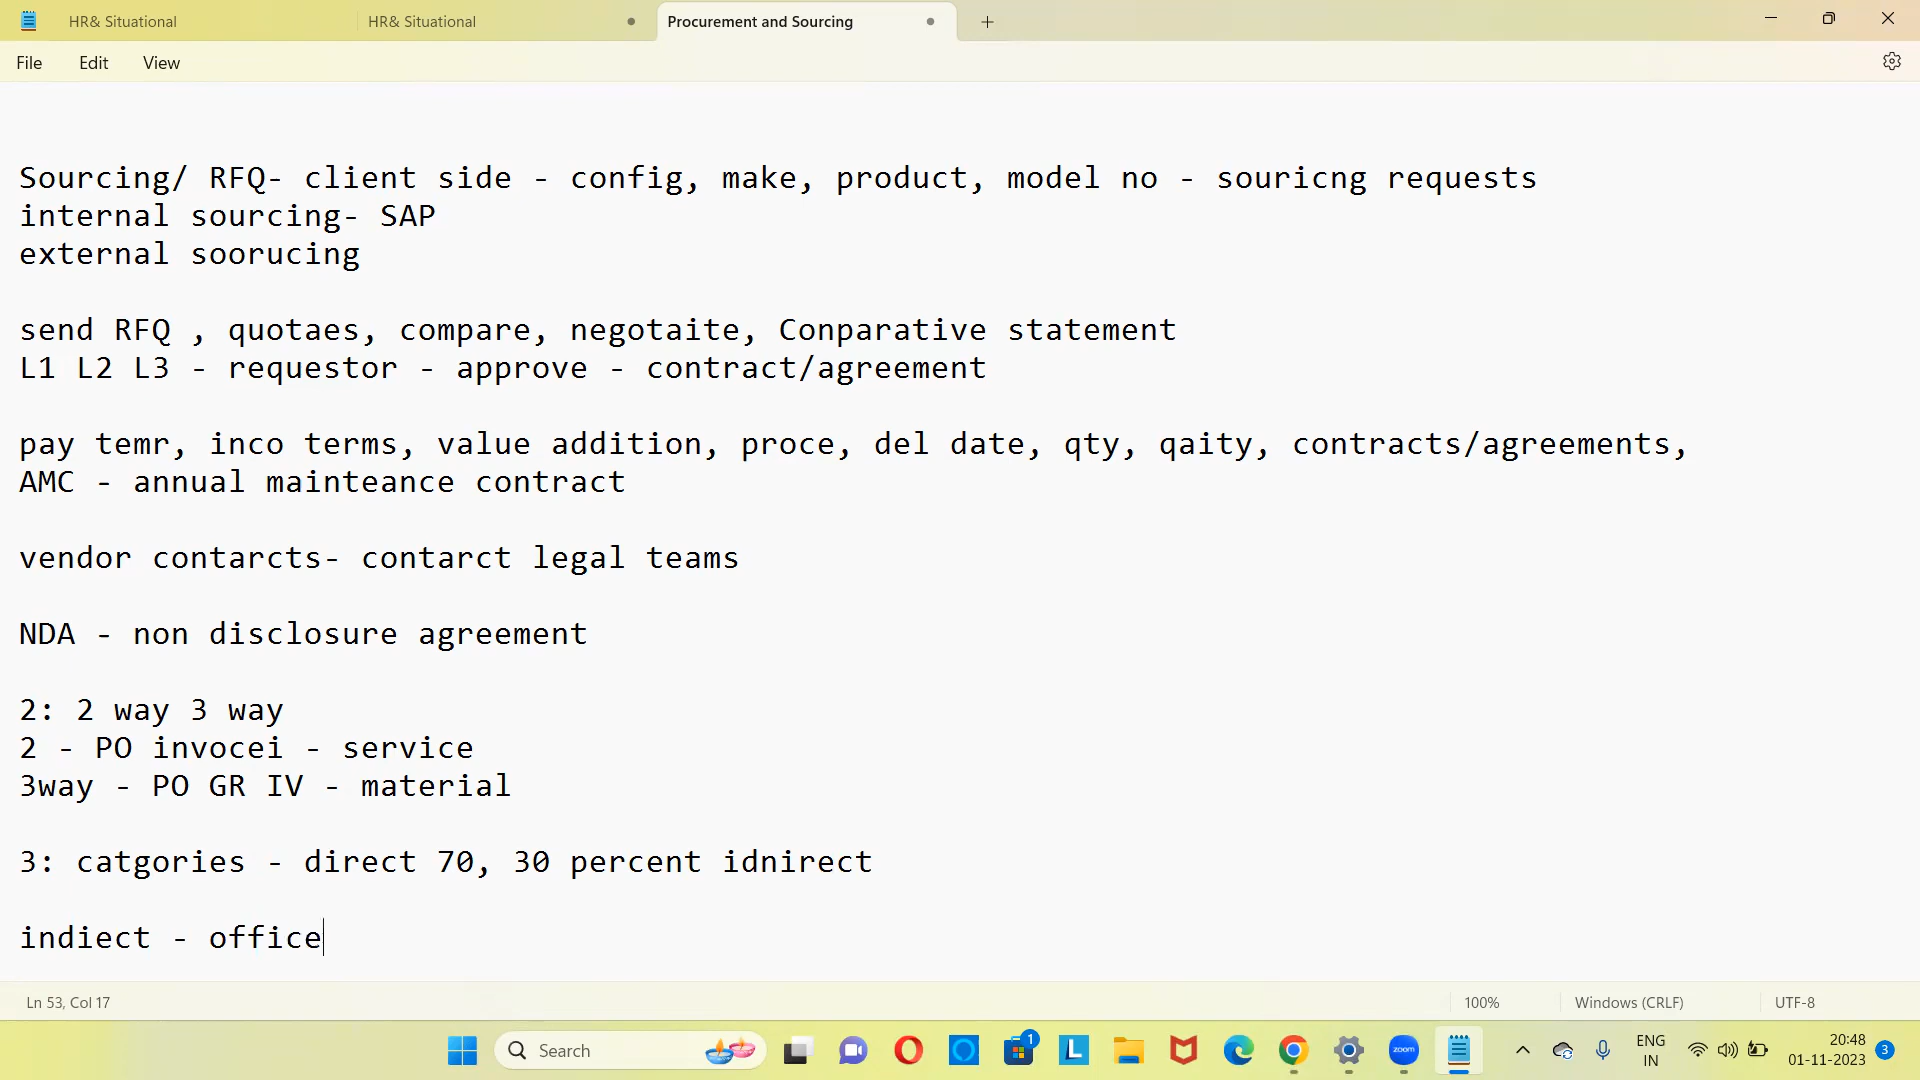 HR& Situational
HR& Situational
Procurement and Sourcing
File
Edit
View
Sourcing/ RFQ- client side - config, make, product, model no - souricng requests
internal sourcing- SAP
external soorucing
send RFQ , quotaes, compare, negotaite, Conparative statement
L1 L2 L3 - requestor - approve - contract/agreement
pay temr, inco terms, value addition, proce, del date, qty, qaity, contracts/agreements,
AMC - annual mainteance contract
vendor contarcts- contarct legal teams
NDA - non disclosure agreement
2: 2 way 3 way
2 - PO invocei - service
3way - PO GR IV - material
3: catgories - direct 70, 30 percent idnirect
indiect - office
Ln 53, Col 17
100%
Windows (CRLF)
UTF-8
Search
1
L
zoom
ENG
IN
20:48
01-11-2023
3